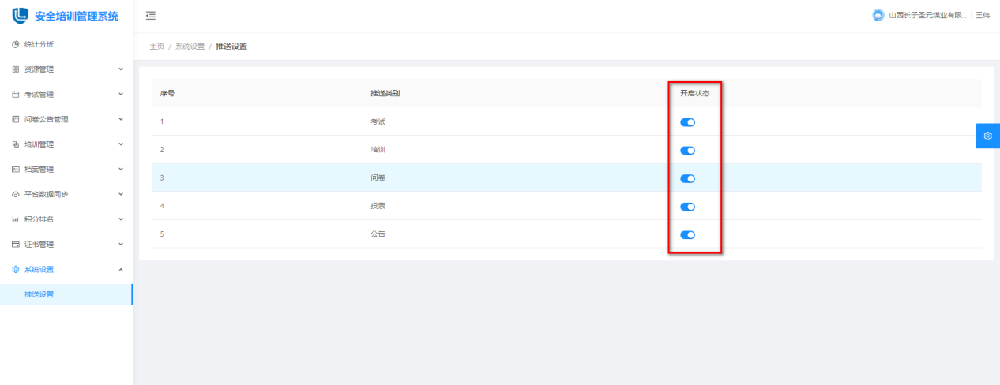 安全培训管理系统
山西长子圣元煤业有限... 王伟
统计分析
资源管理
考试管理
问卷公告管理
培训管理
档案管理
平台数据同步
积分排名
证书管理
系统设置
推送设置
主页 / 系统设置 / 推送设置
序号 推送类别 开启状态
1 考试
2 培训
3 问卷
4 投票
5 公告